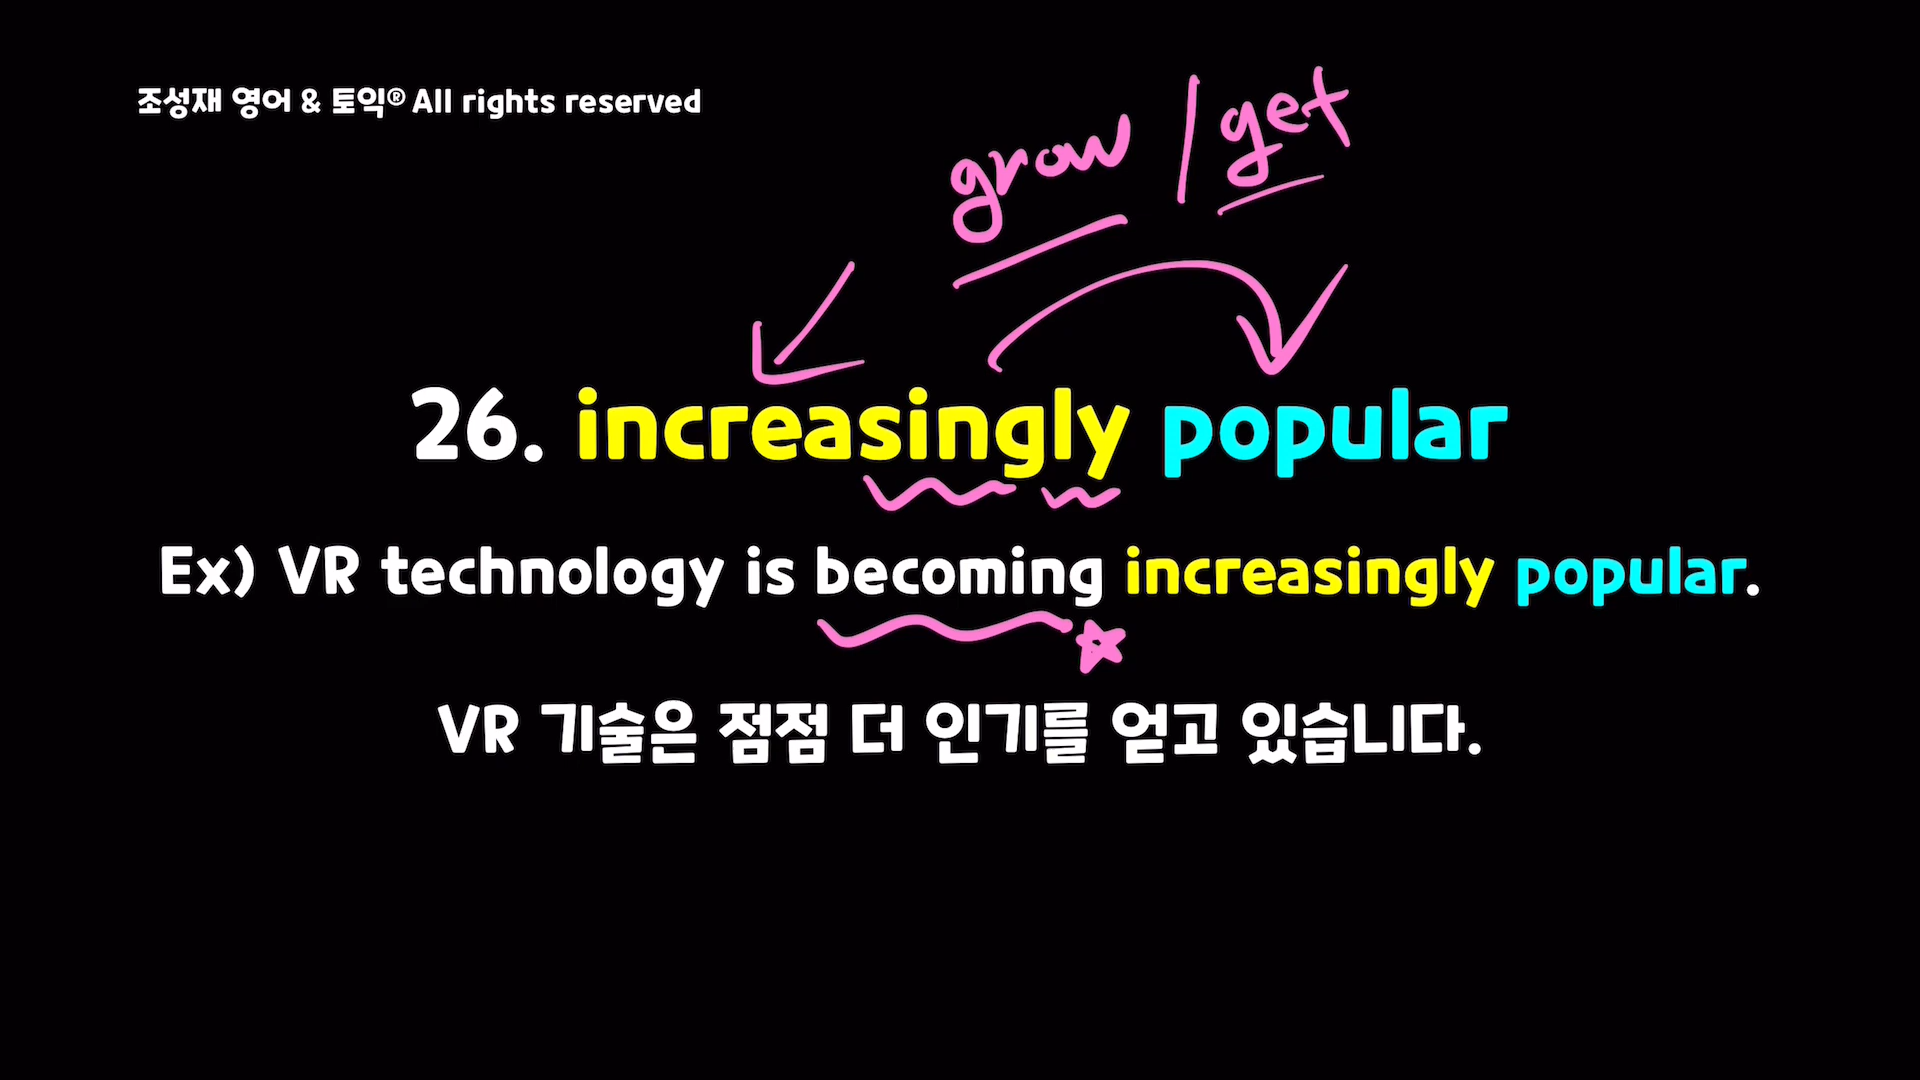 조성재 영어 & 토익® All rights reserved
grow / get
26. increasingly popular
Ex) VR technology is becoming increasingly popular.
VR 기술은 점점 더 인기를 얻고 있습니다.